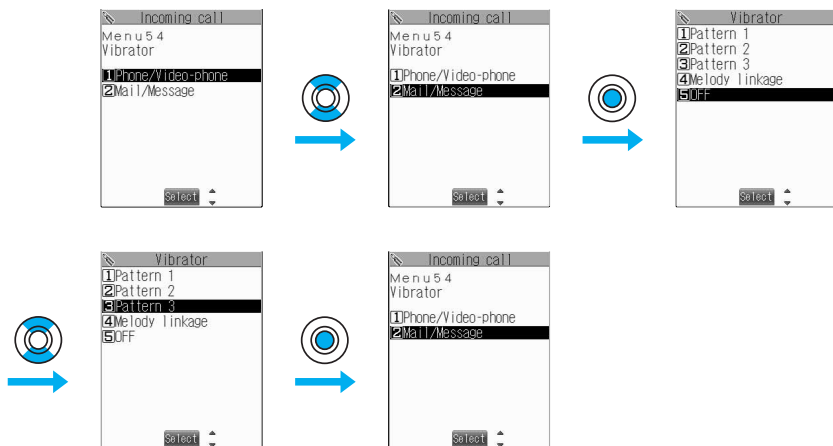 Incoming call
Menu54
Vibrator
1Phone/Video-phone
2Mail/Message
Select
Incoming call
Menu54
Vibrator
1Phone/Video-phone
2Mail/Message
Select
Vibrator
1Pattern 1
2Pattern 2
3Pattern 3
4Melody linkage
5OFF
Select
Vibrator
1Pattern 1
2Pattern 2
3Pattern 3
4Melody linkage
5OFF
Select
Incoming call
Menu54
Vibrator
1Phone/Video-phone
2Mail/Message
Select